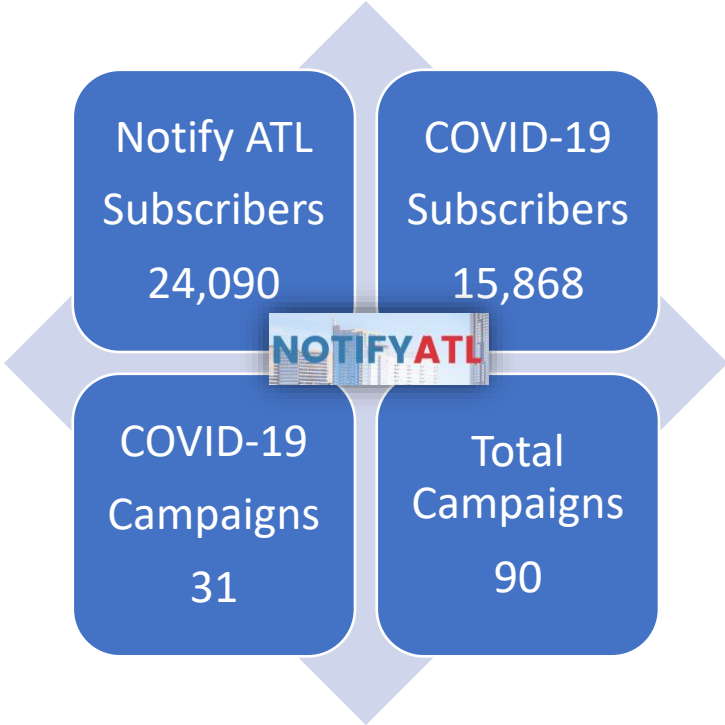 Notify ATL
Subscribers
24,090
COVID-19
Subscribers
15,868
NOTIFYATL
COVID-19
Campaigns
31
Total
Campaigns
90